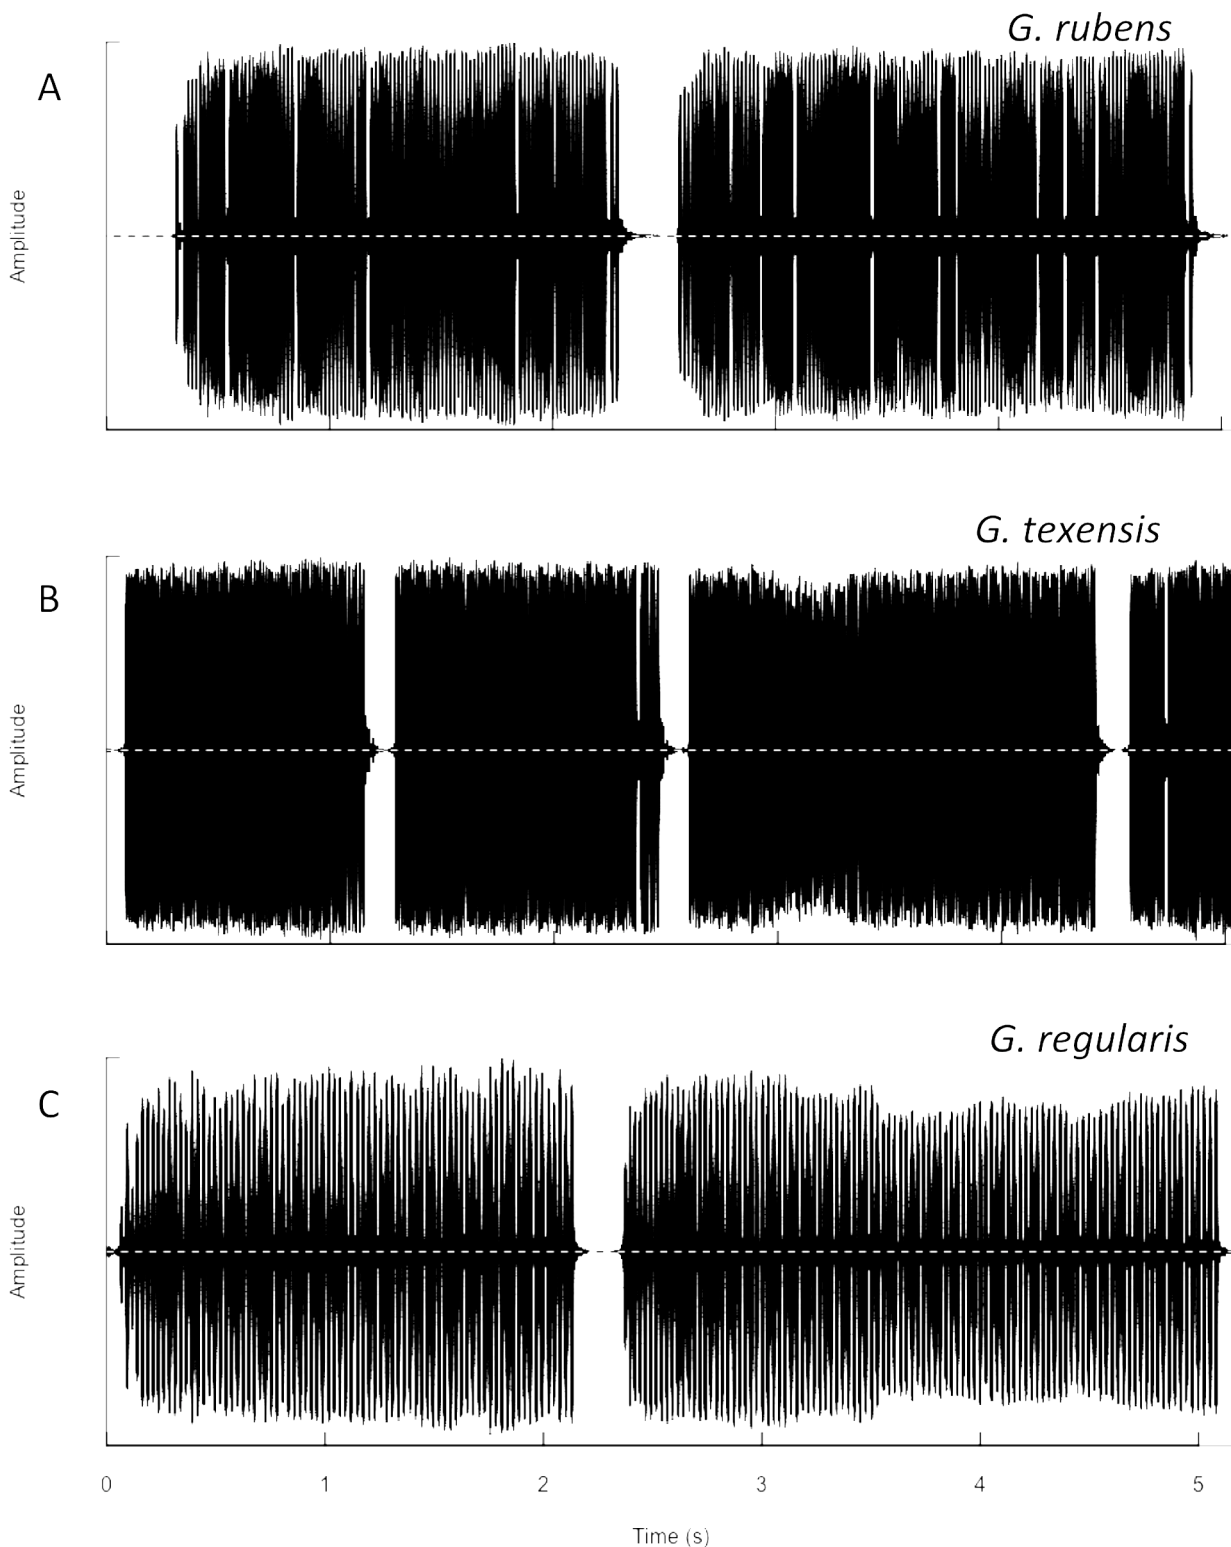 G. rubens
A
Amplitude
G. texensis
B
Amplitude
G. regularis
C
Amplitude
0 1 2 3 4 5
Time (s)